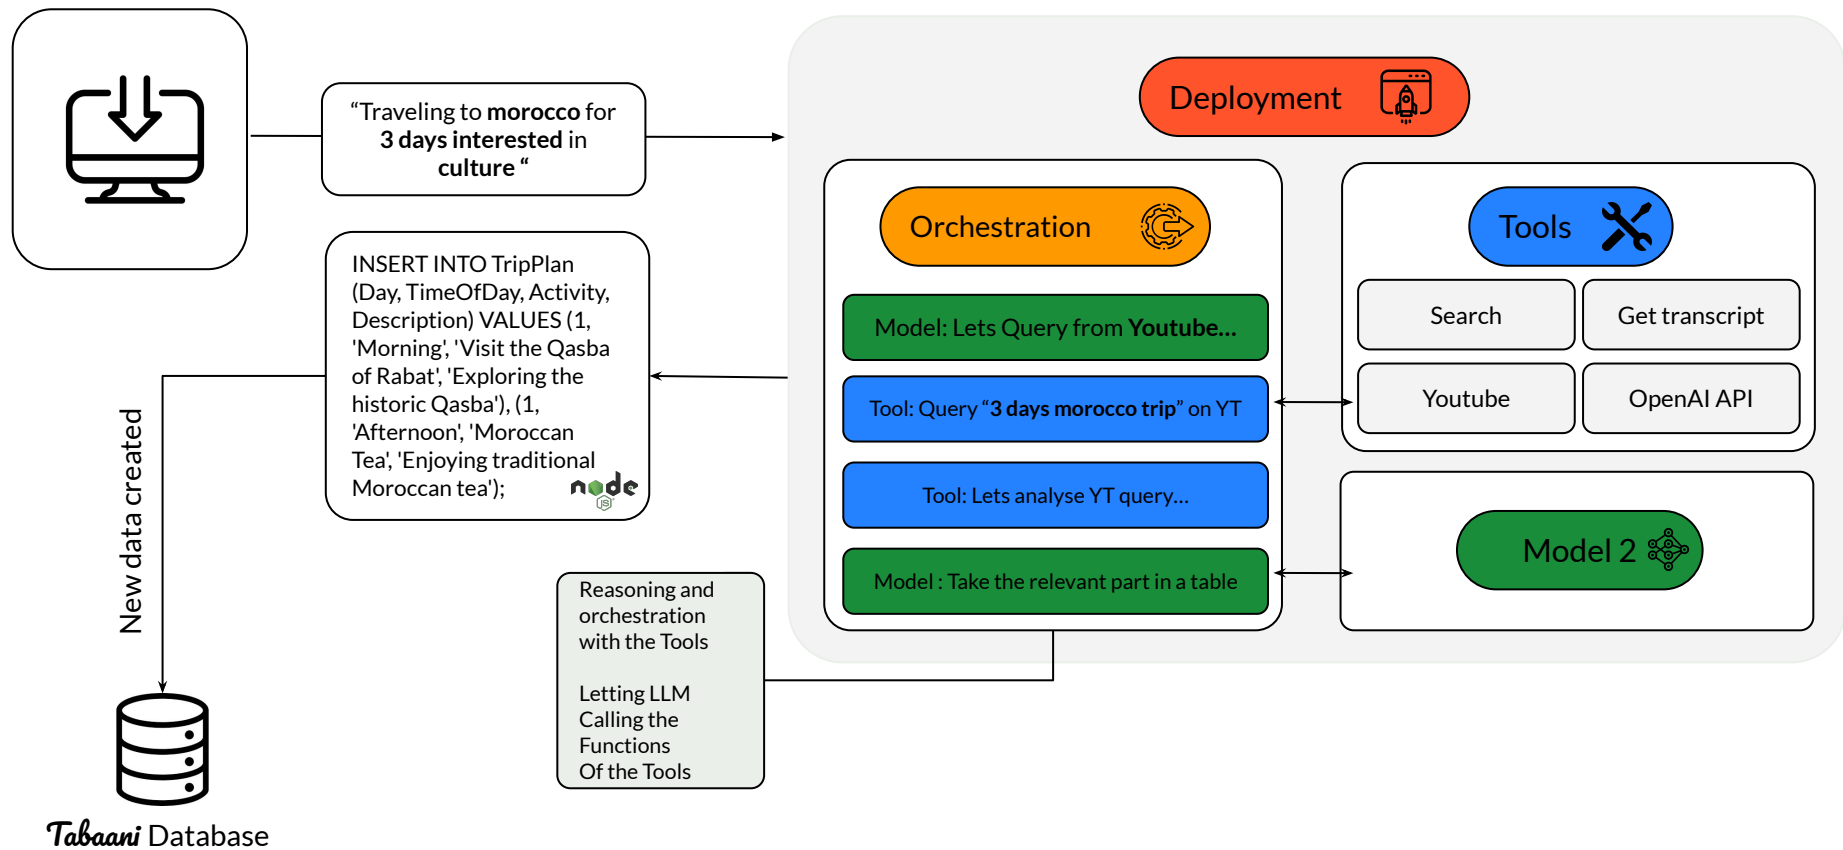 “Traveling to morocco for
3 days interested in
culture “
Deployment
Orchestration
Tools
Model: Lets Query from Youtube...
Tool: Query “3 days morocco trip” on YT
Tool: Lets analyse YT query...
Model : Take the relevant part in a table
Search
Get transcript
Youtube
OpenAI API
Model 2
INSERT INTO TripPlan
(Day, TimeOfDay, Activity,
Description) VALUES (1,
'Morning', 'Visit the Qasba
of Rabat', 'Exploring the
historic Qasba'), (1,
'Afternoon', 'Moroccan
Tea', 'Enjoying traditional
Moroccan tea');
node
JS
Reasoning and
orchestration
with the Tools
Letting LLM
Calling the
Functions
Of the Tools
New data created
Tabaani Database